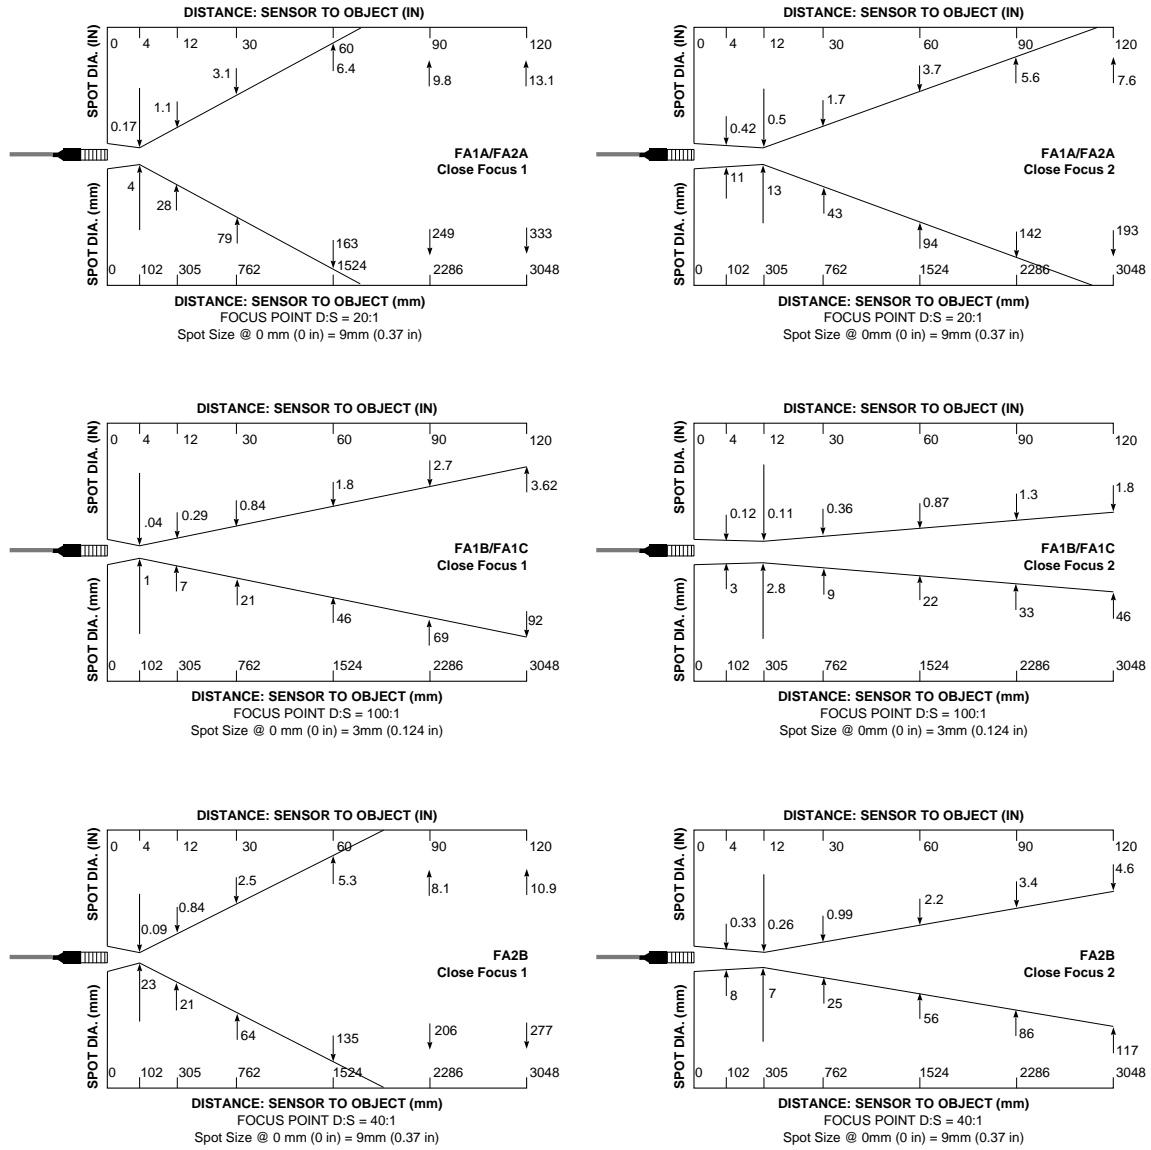 DISTANCE: SENSOR TO OBJECT (IN)
SPOT DIA. (IN)
0 4 12 30 60 90 120
0.17 1.1 3.1 6.4 9.8 13.1
FA1A/FA2A
Close Focus 1
SPOT DIA. (mm)
4 28 79 163 249 333
0 102 305 762 1524 2286 3048
DISTANCE: SENSOR TO OBJECT (mm)
FOCUS POINT D:S = 20:1
Spot Size @ 0 mm (0 in) = 9mm (0.37 in)
DISTANCE: SENSOR TO OBJECT (IN)
SPOT DIA. (IN)
0 4 12 30 60 90 120
0.42 0.5 1.7 3.7 5.6 7.6
FA1A/FA2A
Close Focus 2
SPOT DIA. (mm)
11 13 43 94 142 193
0 102 305 762 1524 2286 3048
DISTANCE: SENSOR TO OBJECT (mm)
FOCUS POINT D:S = 20:1
Spot Size @ 0mm (0 in) = 9mm (0.37 in)
DISTANCE: SENSOR TO OBJECT (IN)
SPOT DIA. (IN)
0 4 12 30 60 90 120
.04 0.29 0.84 1.8 2.7 3.62
FA1B/FA1C
Close Focus 1
SPOT DIA. (mm)
1 7 21 46 69 92
0 102 305 762 1524 2286 3048
DISTANCE: SENSOR TO OBJECT (mm)
FOCUS POINT D:S = 100:1
Spot Size @ 0 mm (0 in) = 3mm (0.124 in)
DISTANCE: SENSOR TO OBJECT (IN)
SPOT DIA. (IN)
0 4 12 30 60 90 120
0.12 0.11 0.36 0.87 1.3 1.8
FA1B/FA1C
Close Focus 2
SPOT DIA. (mm)
3 2.8 9 22 33 46
0 102 305 762 1524 2286 3048
DISTANCE: SENSOR TO OBJECT (mm)
FOCUS POINT D:S = 100:1
Spot Size @ 0mm (0 in) = 3mm (0.124 in)
DISTANCE: SENSOR TO OBJECT (IN)
SPOT DIA. (IN)
0 4 12 30 60 90 120
0.09 0.84 2.5 5.3 8.1 10.9
FA2B
Close Focus 1
SPOT DIA. (mm)
23 21 64 135 206 277
0 102 305 762 1524 2286 3048
DISTANCE: SENSOR TO OBJECT (mm)
FOCUS POINT D:S = 40:1
Spot Size @ 0 mm (0 in) = 9mm (0.37 in)
DISTANCE: SENSOR TO OBJECT (IN)
SPOT DIA. (IN)
0 4 12 30 60 90 120
0.33 0.26 0.99 2.2 3.4 4.6
FA2B
Close Focus 2
SPOT DIA. (mm)
8 7 25 56 86 117
0 102 305 762 1524 2286 3048
DISTANCE: SENSOR TO OBJECT (mm)
FOCUS POINT D:S = 40:1
Spot Size @ 0mm (0 in) = 9mm (0.37 in)